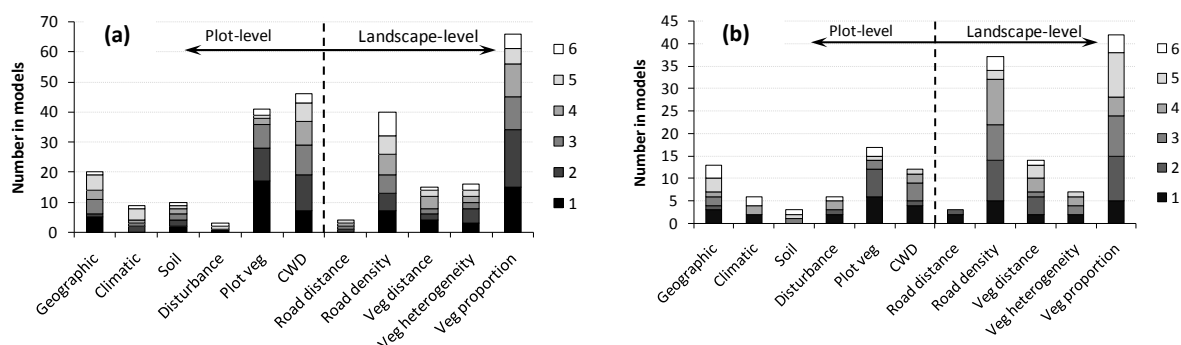 (a)
Plot-level
Landscape-level
Number in models
70
60
50
40
30
20
10
0
Geographic
Climatic
Soil
Disturbance
Plot veg
CWD
Road distance
Road density
Veg distance
Veg heterogeneity
Veg proportion
6
5
4
3
2
1
(b)
Plot-level
Landscape-level
Number in models
45
40
35
30
25
20
15
10
5
0
Geographic
Climatic
Soil
Disturbance
Plot veg
CWD
Road distance
Road density
Veg distance
Veg heterogeneity
Veg proportion
6
5
4
3
2
1